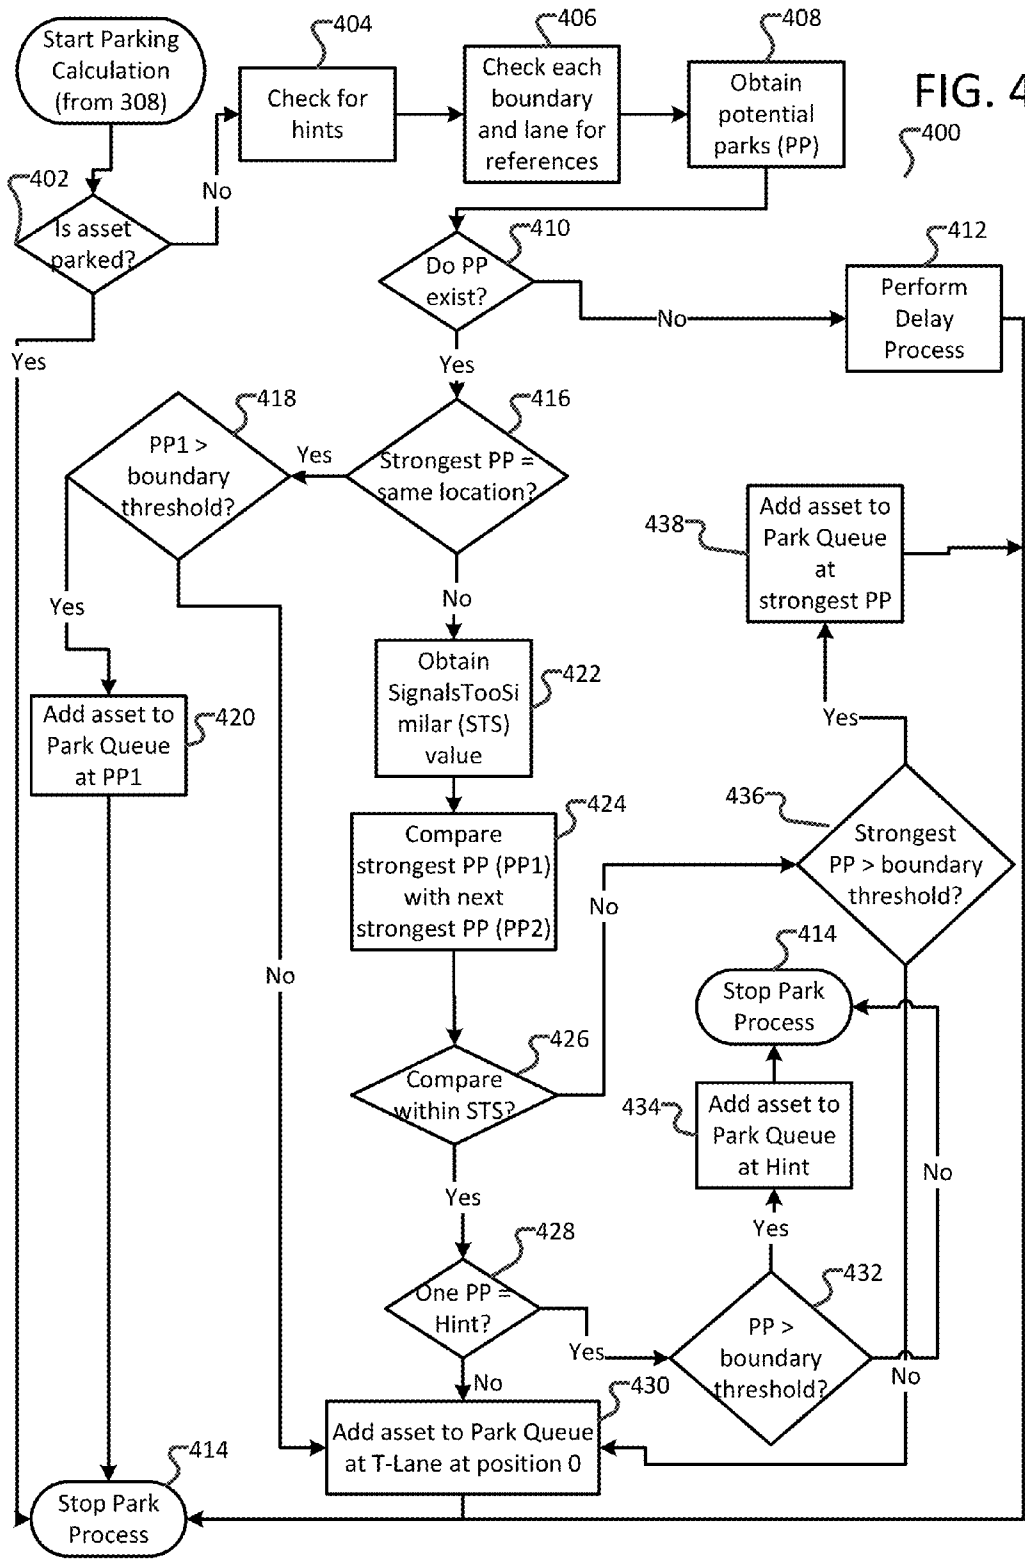 Start Parking
Calculation
(from 308)
404
Check for
hints
406
Check each
boundary
and lane for
references
408
Obtain
potential
parks (PP)
FIG. 4
400
402
Is asset
parked?
No
Yes
410
Do PP
exist?
No
412
Perform
Delay
Process
Yes
418
PP1 >
boundary
threshold?
Yes
416
Strongest PP =
same location?
438
Add asset to
Park Queue
at
strongest PP
Yes
No
Obtain
SignalsTooSi
milar (STS)
value
422
Add asset to
Park Queue
at PP1
420
Yes
424
Compare
strongest PP (PP1)
with next
strongest PP (PP2)
436
Strongest
PP > boundary
threshold?
No
No
414
Stop Park
Process
426
Compare
within STS?
434
Add asset to
Park Queue
at Hint
No
Yes
Yes
428
One PP =
Hint?
Yes
432
PP >
boundary
threshold?
No
No
430
Add asset to Park Queue
at T-Lane at position 0
414
Stop Park
Process